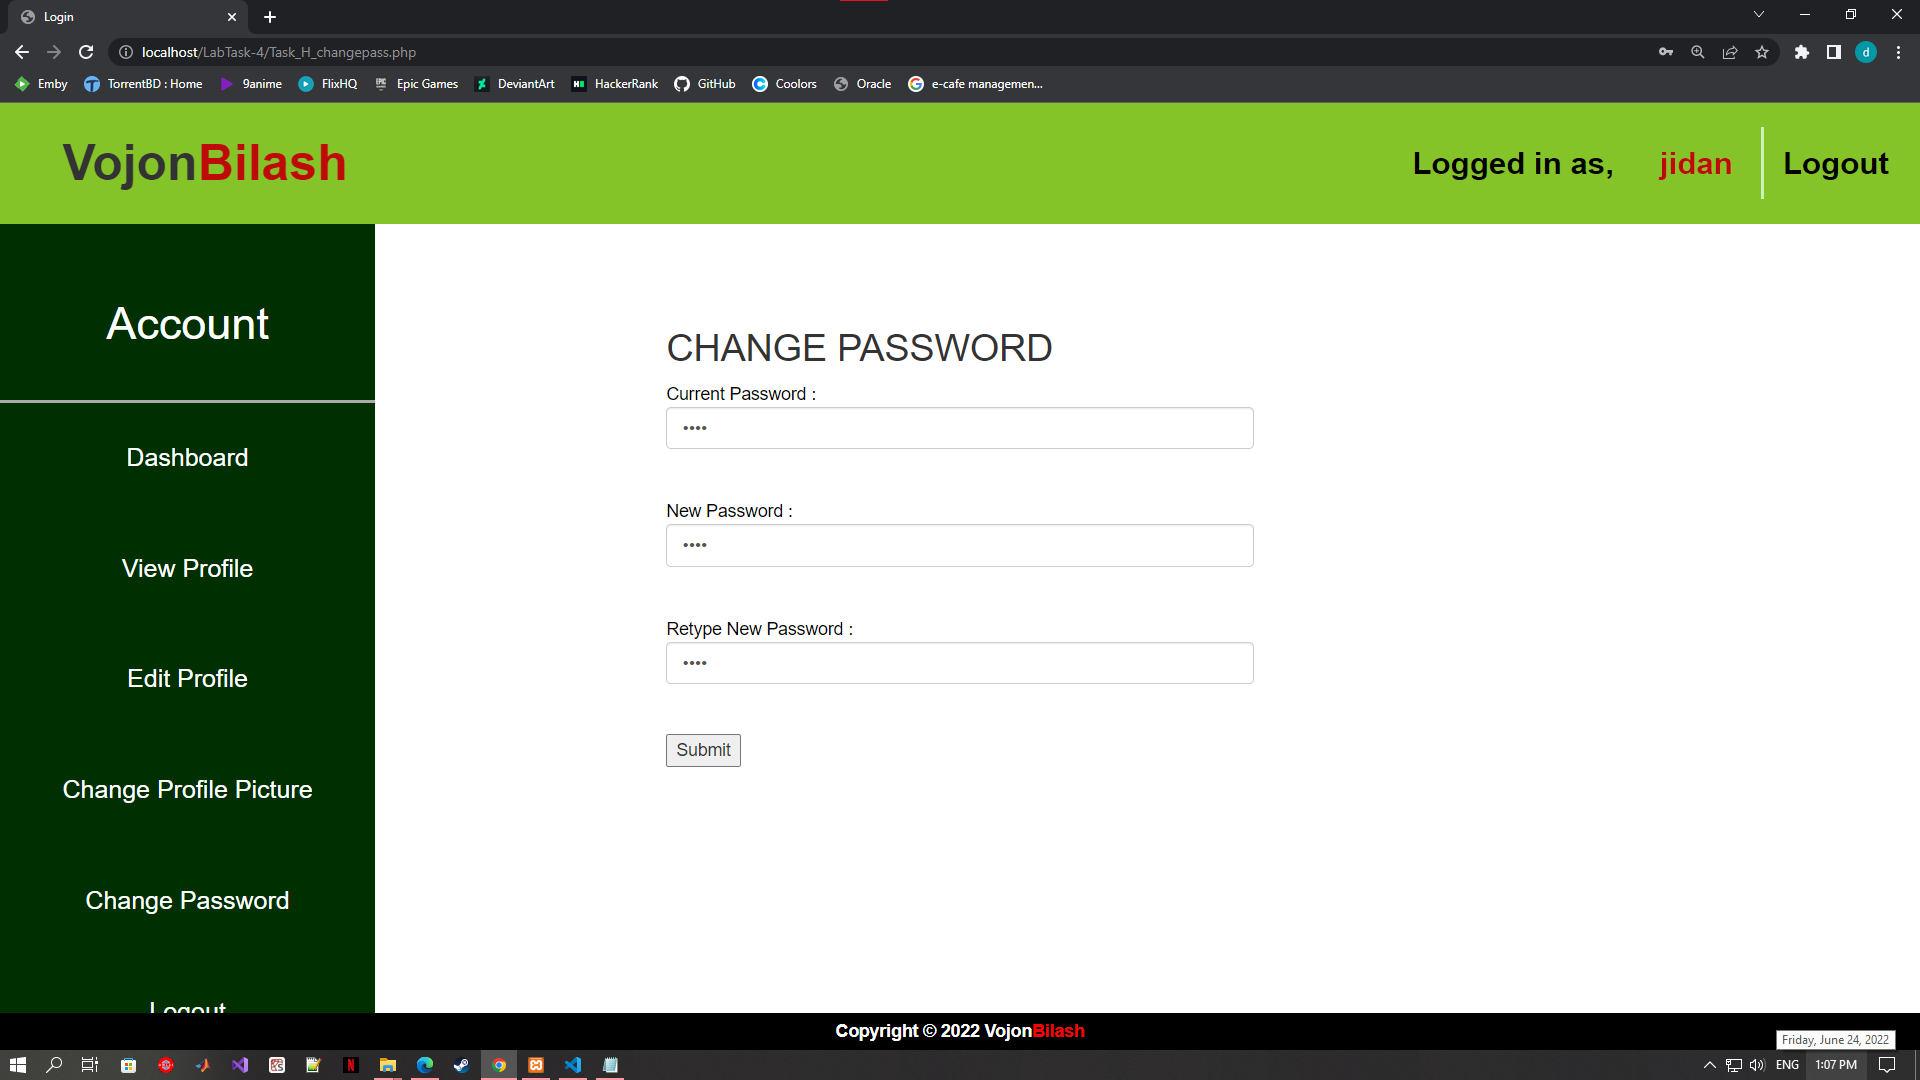 Login
localhost/LabTask-4/Task_H_changepass.php
Emby TorrentBD : Home 9anime FlixHQ Epic Games DeviantArt HackerRank GitHub Coolors Oracle e-cafe managemen...
VojonBilash
Logged in as, jidan Logout
Account
Dashboard
View Profile
Edit Profile
Change Profile Picture
Change Password
Logout
CHANGE PASSWORD
Current Password :
••••
New Password :
••••
Retype New Password :
••••
Submit
Copyright © 2022 VojonBilash
Friday, June 24, 2022
ENG 1:07 PM